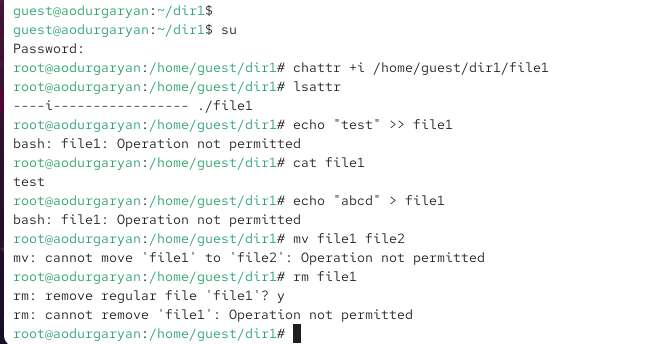 guest@aodurgaryan:~/dir1$
guest@aodurgaryan:~/dir1$ su
Password:
root@aodurgaryan:/home/guest/dir1# chattr +i /home/guest/dir1/file1
root@aodurgaryan:/home/guest/dir1# lsattr
----i----------------- ./file1
root@aodurgaryan:/home/guest/dir1# echo "test" >> file1
bash: file1: Operation not permitted
root@aodurgaryan:/home/guest/dir1# cat file1
test
root@aodurgaryan:/home/guest/dir1# echo "abcd" > file1
bash: file1: Operation not permitted
root@aodurgaryan:/home/guest/dir1# mv file1 file2
mv: cannot move 'file1' to 'file2': Operation not permitted
root@aodurgaryan:/home/guest/dir1# rm file1
rm: remove regular file 'file1'? y
rm: cannot remove 'file1': Operation not permitted
root@aodurgaryan:/home/guest/dir1#